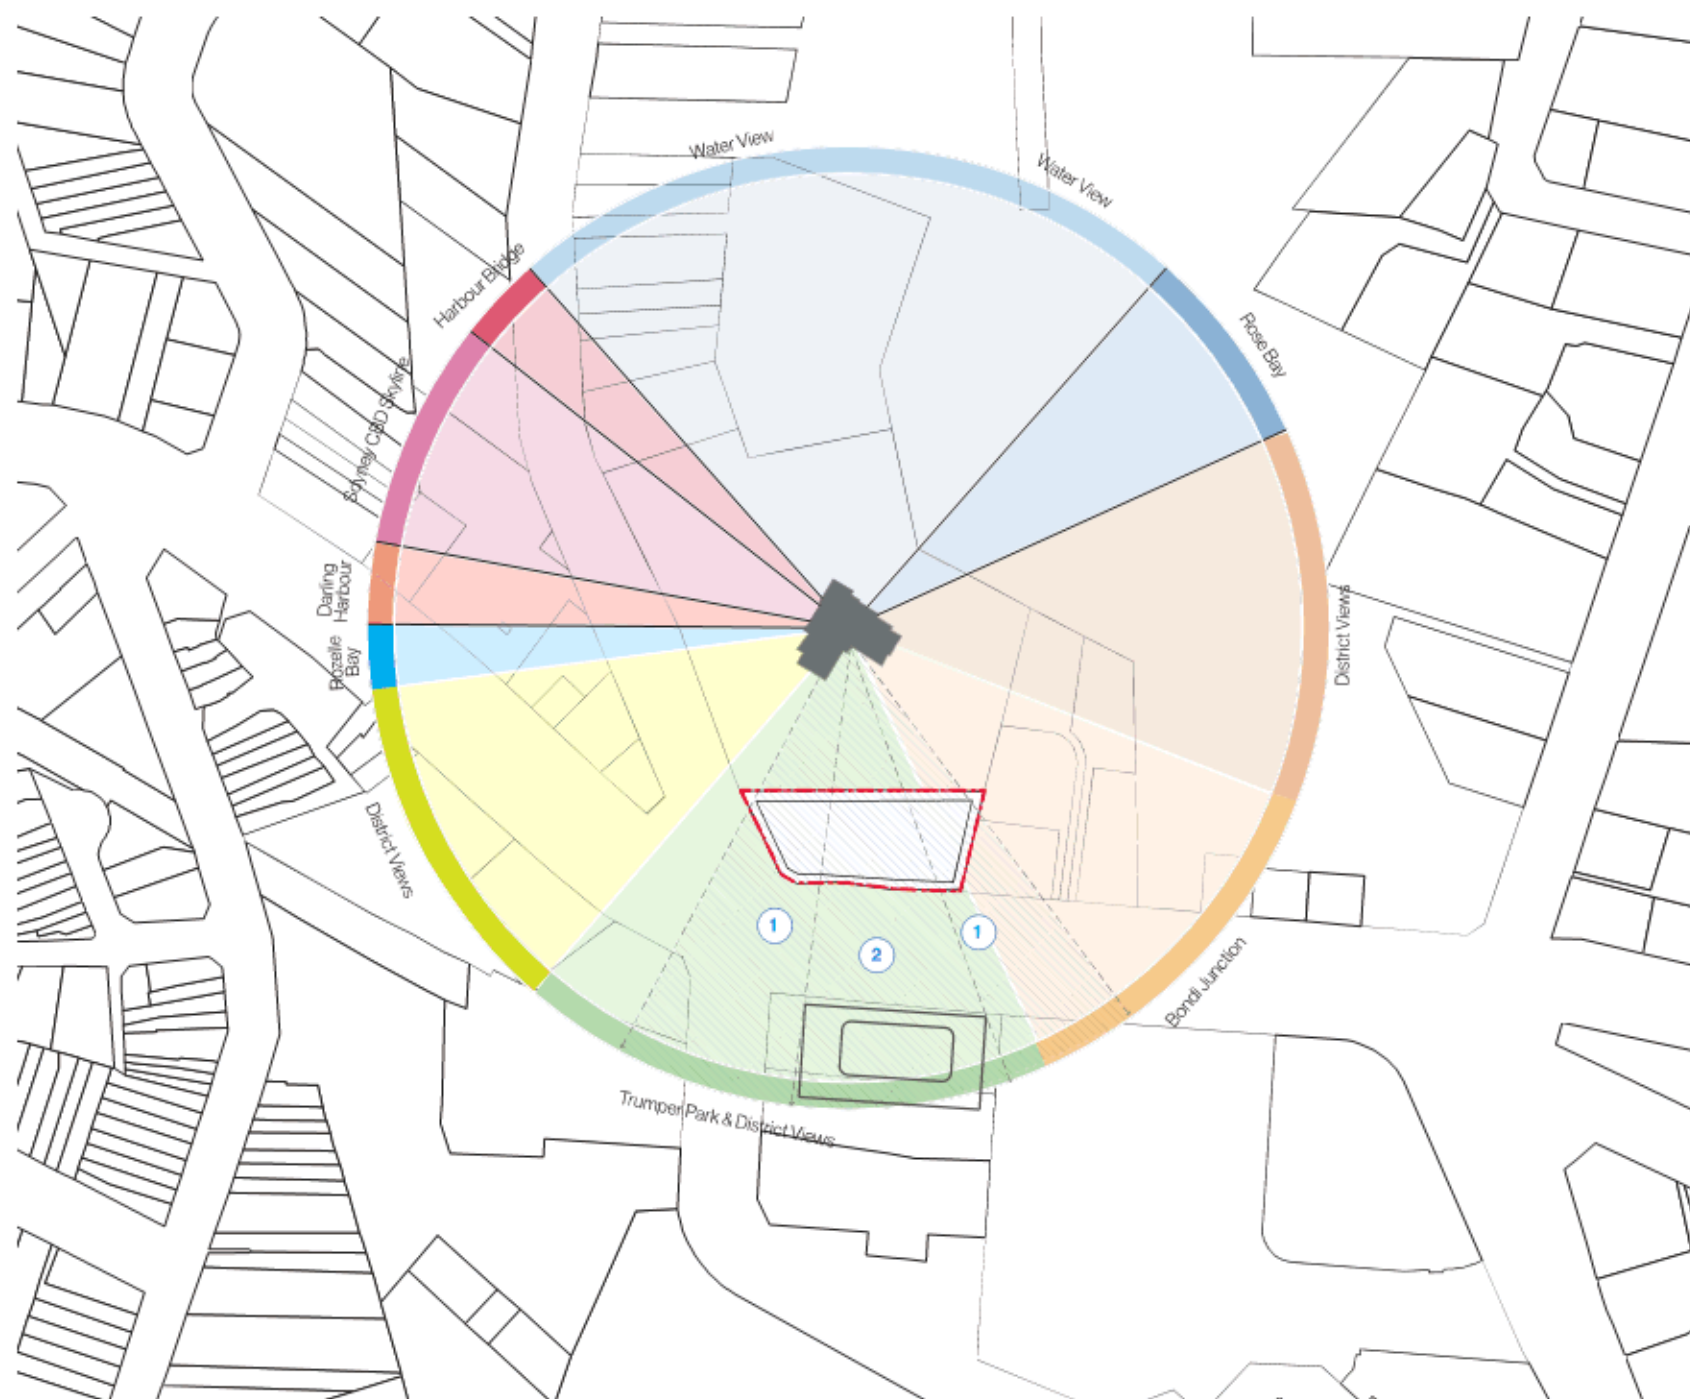 Water View
Water View
Harbour Bridge
Rose Bay
Sdyney CBD Skyline
Darling
Harbour
District Views
Rozelle
Bay
District Views
1
1
2
Bondi Junction
Trumper Park & District Views